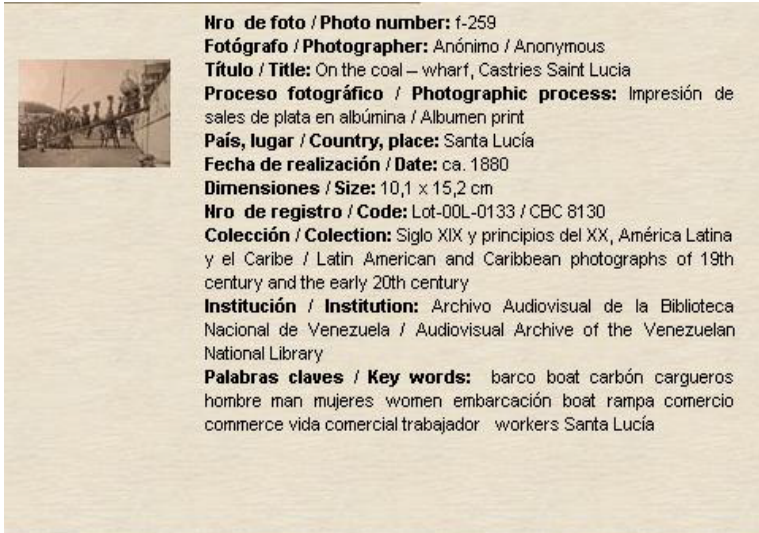 Nro de foto / Photo number: f-259
Fotógrafo / Photographer: Anónimo / Anonymous
Título / Title: On the coal – wharf, Castries Saint Lucia
Proceso fotográfico / Photographic process: Impresión de
sales de plata en albúmina / Albumen print
País, lugar / Country, place: Santa Lucía
Fecha de realización / Date: ca. 1880
Dimensiones / Size: 10,1 x 15,2 cm
Nro de registro / Code: Lot-00L-0133 / CBC 8130
Colección / Colection: Siglo XIX y principios del XX, América Latina
y el Caribe / Latin American and Caribbean photographs of 19th
century and the early 20th century
Institución / Institution: Archivo Audiovisual de la Biblioteca
Nacional de Venezuela / Audiovisual Archive of the Venezuelan
National Library
Palabras claves / Key words: barco boat carbón cargueros
hombre man mujeres women embarcación boat rampa comercio
commerce vida comercial trabajador workers Santa Lucía